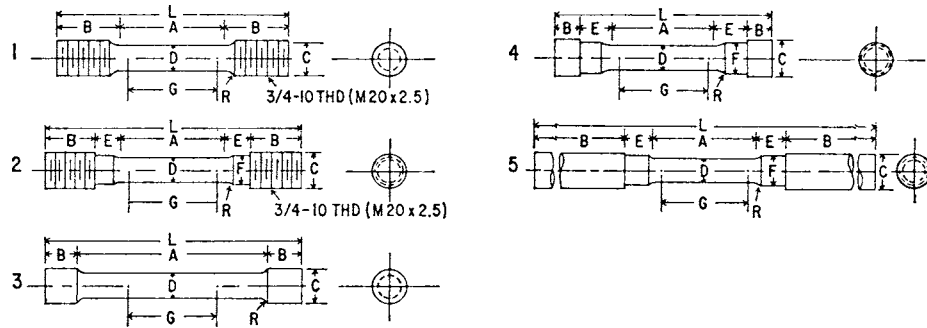 L
B A B
1 D C
G R 3/4-10 THD (M20 x 2.5)
L
B E A E B
2 D F C
G R 3/4-10 THD (M20 x 2.5)
L
B A B
3 D C
G R
L
B E A E B
4 D F C
G R
L
B E A E B
5 D F C
G R